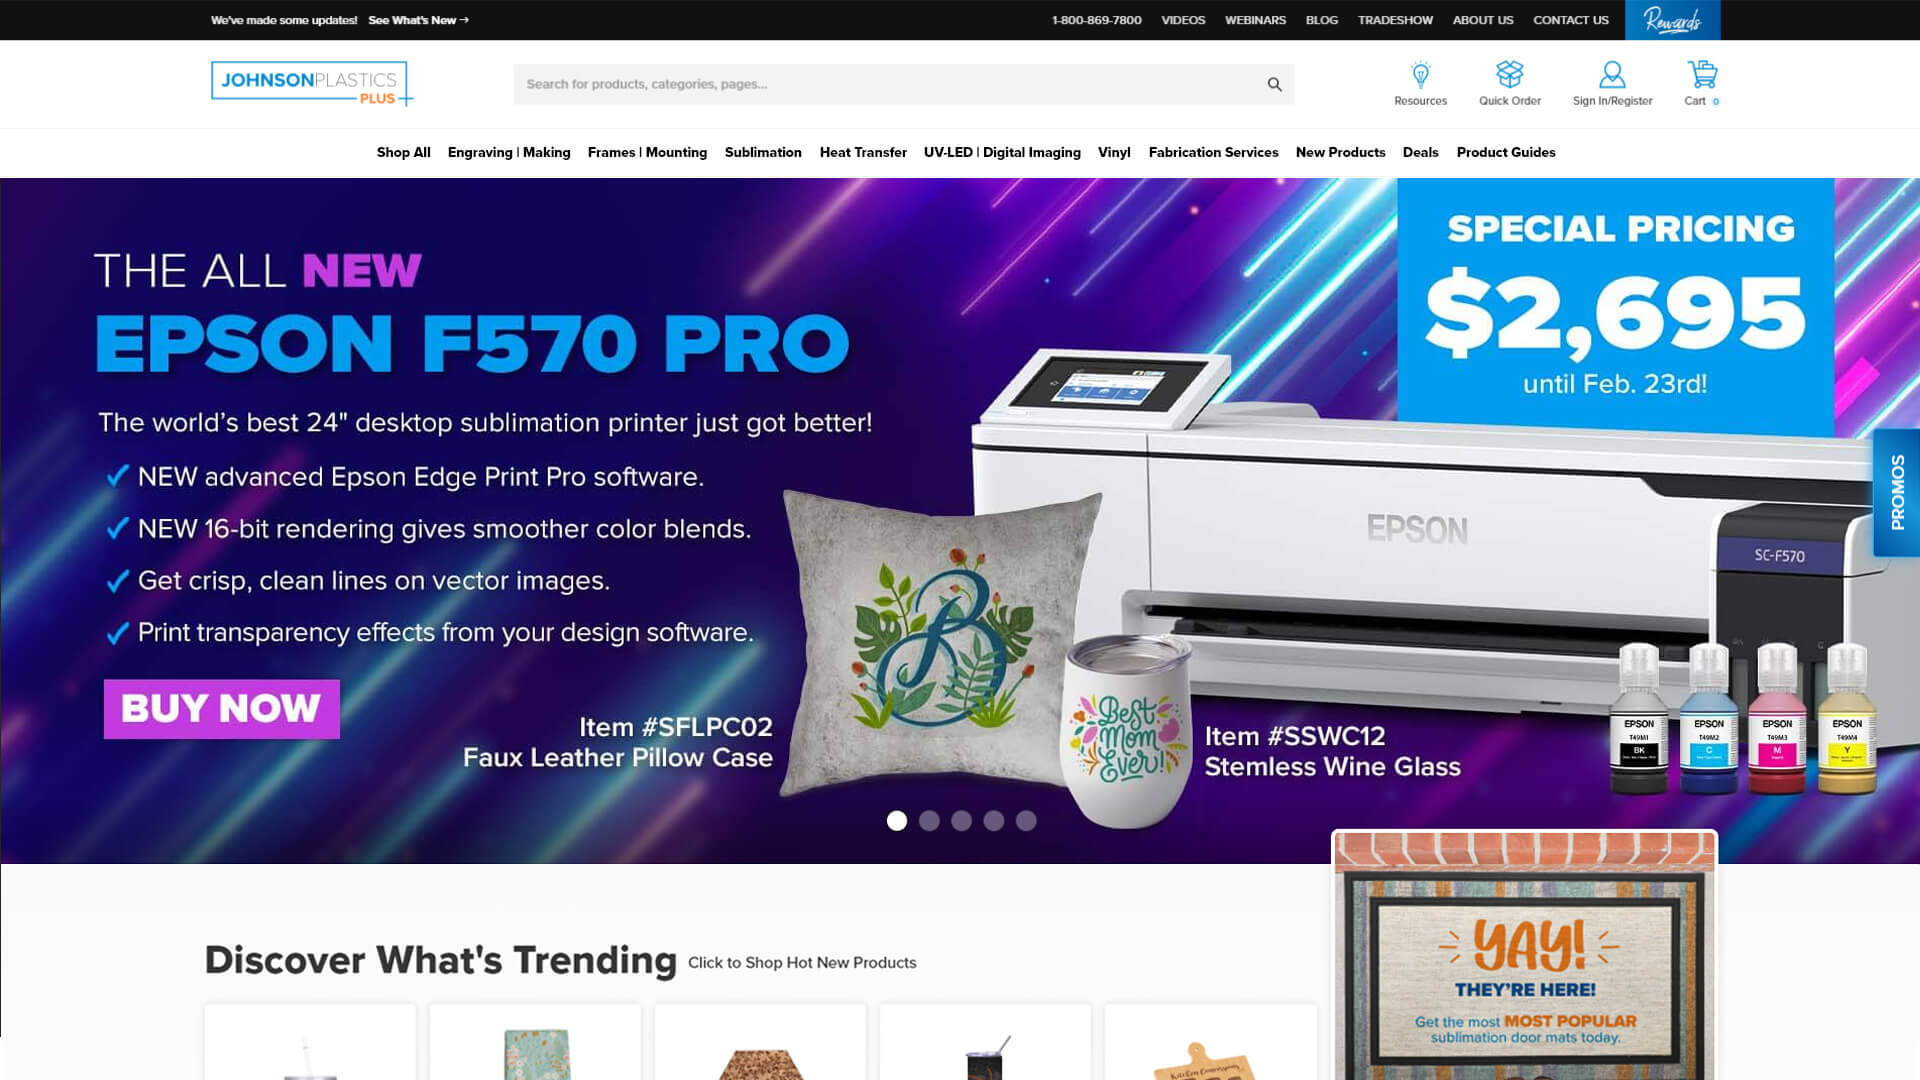 We've made some updates! See What's New →
1-800-869-7800 VIDEOS WEBINARS BLOG TRADESHOW ABOUT US CONTACT US Rewards
JOHNSONPLASTICS
PLUS
Search for products, categories, pages...
Resources Quick Order Sign In/Register Cart 0
Shop All Engraving | Making Frames | Mounting Sublimation Heat Transfer UV-LED | Digital Imaging Vinyl Fabrication Services New Products Deals Product Guides
THE ALL NEW
EPSON F570 PRO
The world's best 24" desktop sublimation printer just got better!
✓ NEW advanced Epson Edge Print Pro software.
✓ NEW 16-bit rendering gives smoother color blends.
✓ Get crisp, clean lines on vector images.
✓ Print transparency effects from your design software.
BUY NOW
SPECIAL PRICING
$2,695
until Feb. 23rd!
PROMOS
EPSON
SC-F570
B
Item #SFLPC02
Faux Leather Pillow Case
Best
Mom
Ever!
Item #SSWC12
Stemless Wine Glass
EPSON EPSON EPSON EPSON
T49M1 T49M2 T49M3 T49M4
BK C M Y
Discover What's Trending Click to Shop Hot New Products
YAY!
THEY'RE HERE!
Get the most MOST POPULAR
sublimation door mats today.
Kitchen Conversions